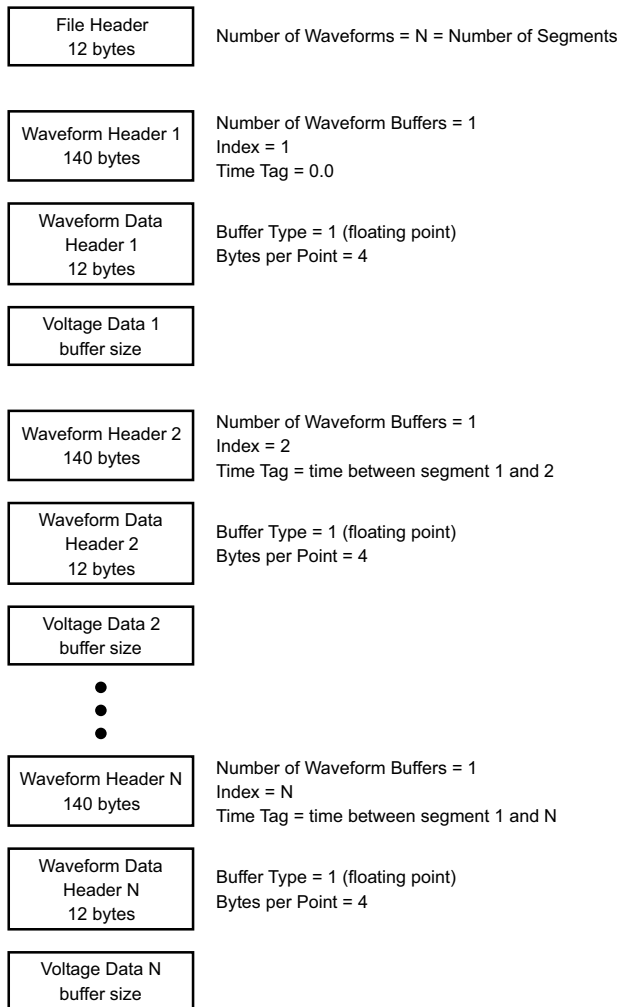 File Header
12 bytes
Number of Waveforms = N = Number of Segments
Waveform Header 1
140 bytes
Number of Waveform Buffers = 1
Index = 1
Time Tag = 0.0
Waveform Data
Header 1
12 bytes
Buffer Type = 1 (floating point)
Bytes per Point = 4
Voltage Data 1
buffer size
Waveform Header 2
140 bytes
Number of Waveform Buffers = 1
Index = 2
Time Tag = time between segment 1 and 2
Waveform Data
Header 2
12 bytes
Buffer Type = 1 (floating point)
Bytes per Point = 4
Voltage Data 2
buffer size
Waveform Header N
140 bytes
Number of Waveform Buffers = 1
Index = N
Time Tag = time between segment 1 and N
Waveform Data
Header N
12 bytes
Buffer Type = 1 (floating point)
Bytes per Point = 4
Voltage Data N
buffer size